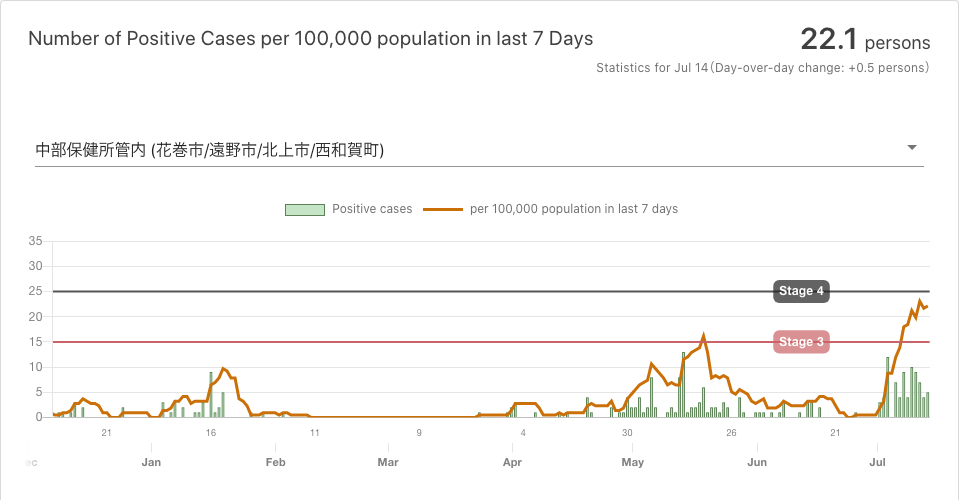 Number of Positive Cases per 100,000 population in last 7 Days
22.1 persons
Statistics for Jul 14(Day-over-day change: +0.5 persons)
中部保健所管内 (花巻市/遠野市/北上市/西和賀町)
Positive cases
per 100,000 population in last 7 days
35
30
25
20
15
10
5
0
Stage 4
Stage 3
21 16 11 9 4 30 26 21
ec Jan Feb Mar Apr May Jun Jul